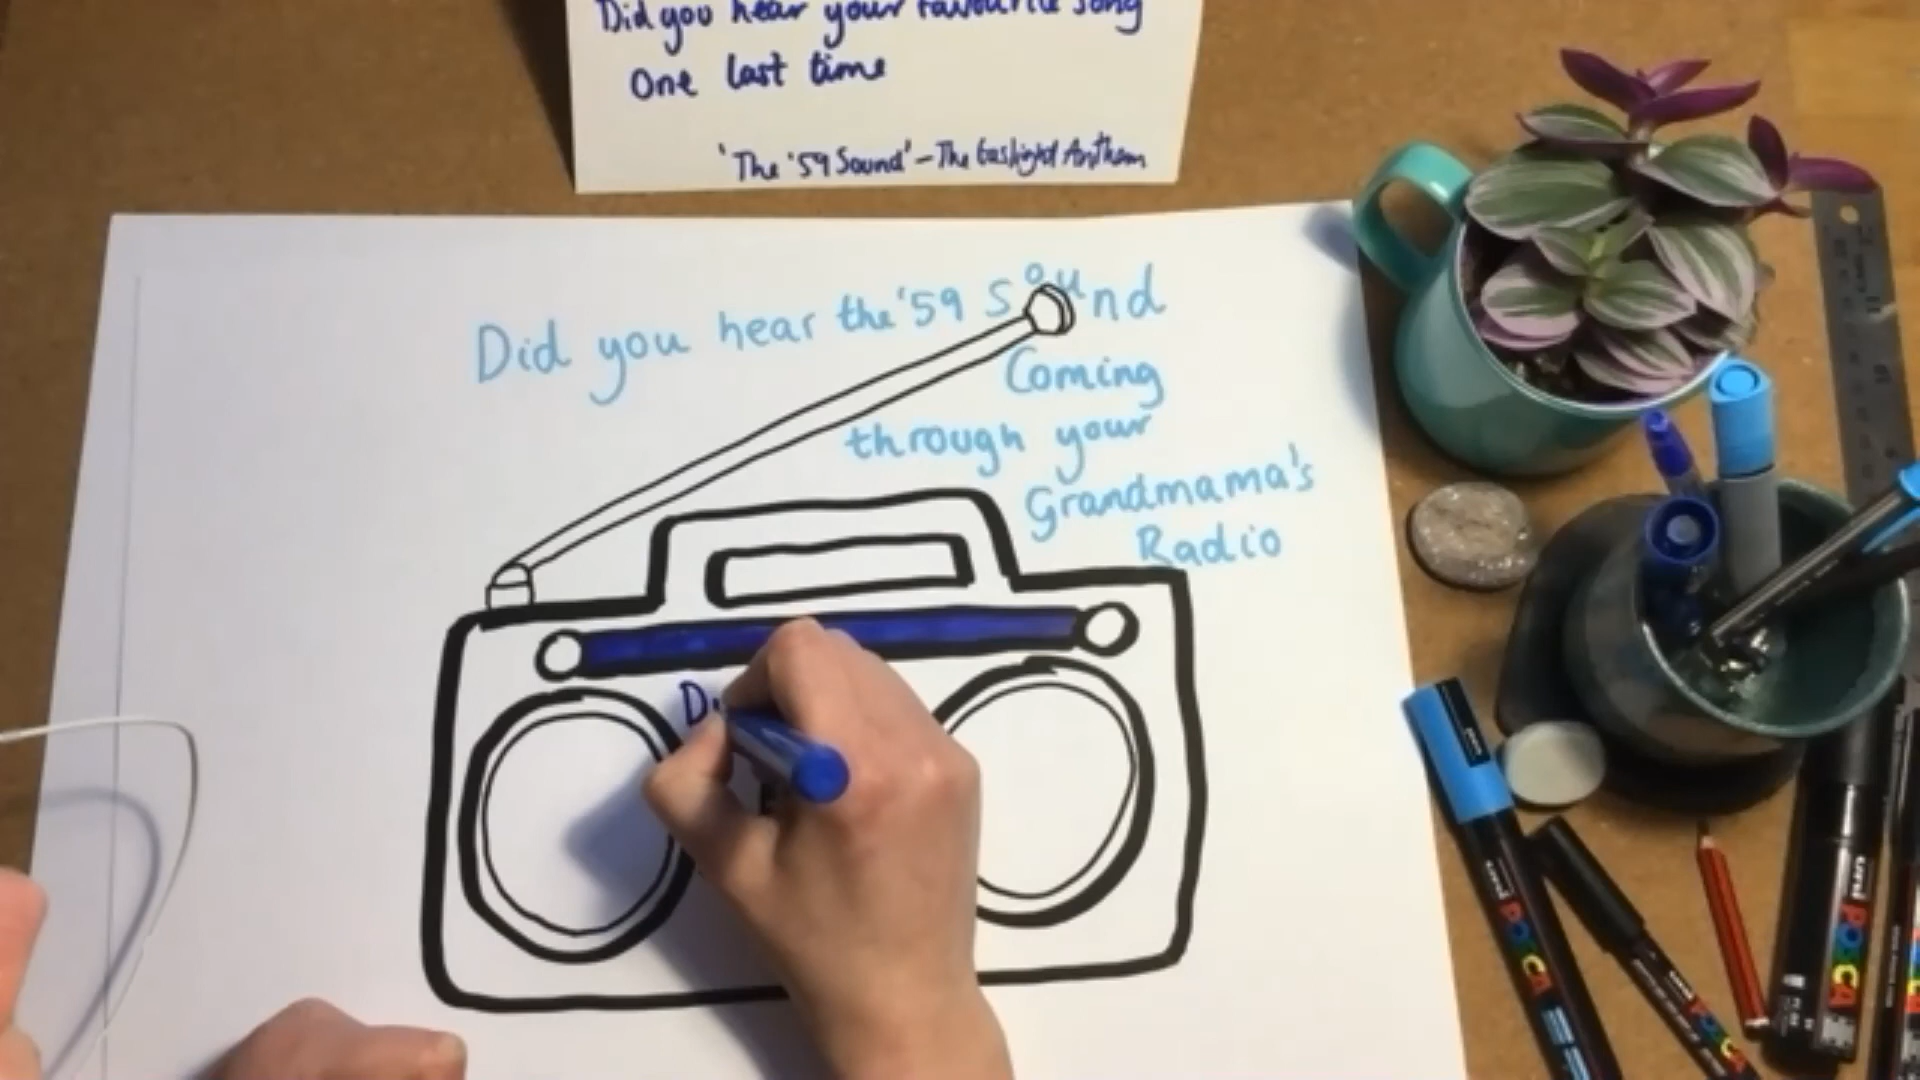 Did you hear your favourite song
One last time
'The '59 Sound' – The Gaslight Anthem
Did you hear the '59 Sound
Coming
through your
Grandmama's
Radio
POSCA
POSCA
uni POSCA